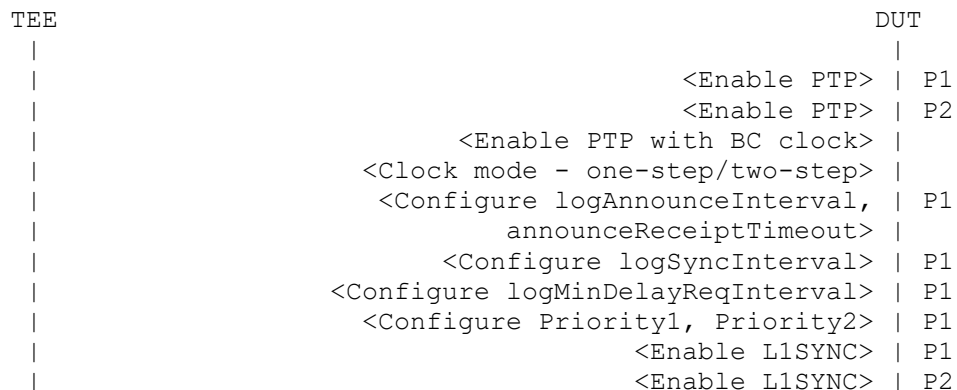 TEE                                                  DUT
 |                                                    |
 |                                       <Enable PTP> | P1
 |                                       <Enable PTP> | P2
 |                         <Enable PTP with BC clock> |
 |                   <Clock mode - one-step/two-step> |
 |                    <Configure logAnnounceInterval, | P1
 |                            announceReceiptTimeout> |
 |                        <Configure logSyncInterval> | P1
 |                 <Configure logMinDelayReqInterval> | P1
 |                   <Configure Priority1, Priority2> | P1
 |                                    <Enable L1SYNC> | P1
 |                                    <Enable L1SYNC> | P2